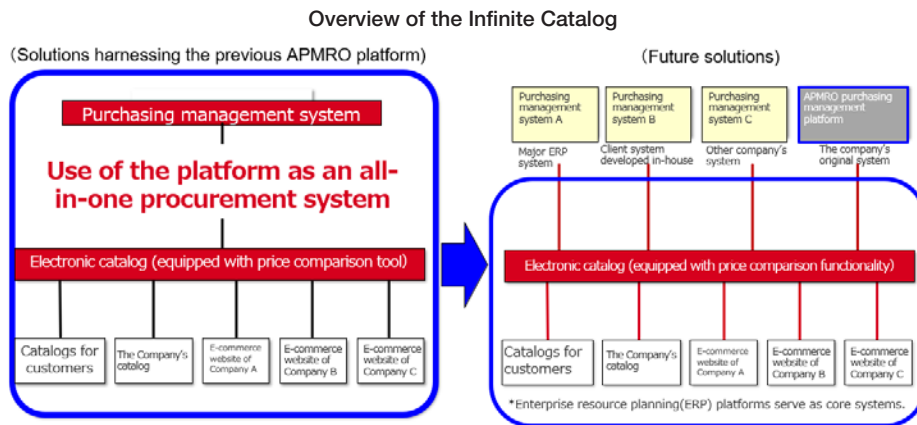 Overview of the Infinite Catalog
(Solutions harnessing the previous APMRO platform)
Purchasing management system
Use of the platform as an all-
in-one procurement system
Electronic catalog (equipped with price comparison tool)
Catalogs for
customers
The Company's
catalog
E-commerce
website of
Company A
E-commerce
website of
Company B
E-commerce
website of
Company C
(Future solutions)
Purchasing
management
system A
Purchasing
management
system B
Purchasing
management
system C
APMRO purchasing
management
platform
Major ERP
system
Client system
developed in-house
Other company's
system
The company's
original system
Electronic catalog (equipped with price comparison functionality)
Catalogs for
customers
The Company's
catalog
E-commerce
website of
Company A
E-commerce
website of
Company B
E-commerce
website of
Company C
*Enterprise resource planning(ERP) platforms serve as core systems.